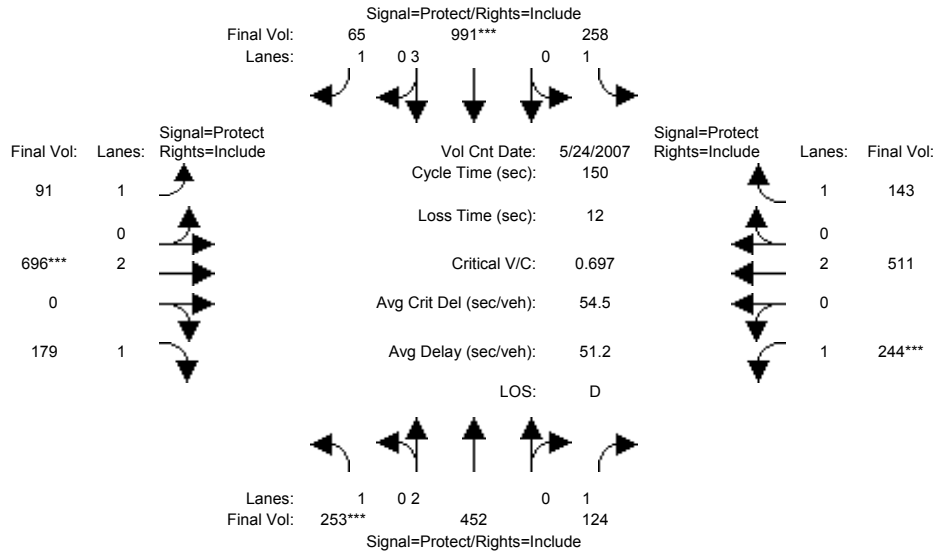 Signal=Protect/Rights=Include
Final Vol: 65 991*** 258
Lanes: 1 0 3 0 1
Signal=Protect Signal=Protect
Final Vol: Lanes: Rights=Include Vol Cnt Date: 5/24/2007 Rights=Include Lanes: Final Vol:
Cycle Time (sec): 150
91 1 1 143
Loss Time (sec): 12
0 0
696*** 2 Critical V/C: 0.697 2 511
0 0 Avg Crit Del (sec/veh): 54.5 0
179 1 Avg Delay (sec/veh): 51.2 1 244***
LOS: D
Lanes: 1 0 2 0 1
Final Vol: 253*** 452 124
Signal=Protect/Rights=Include